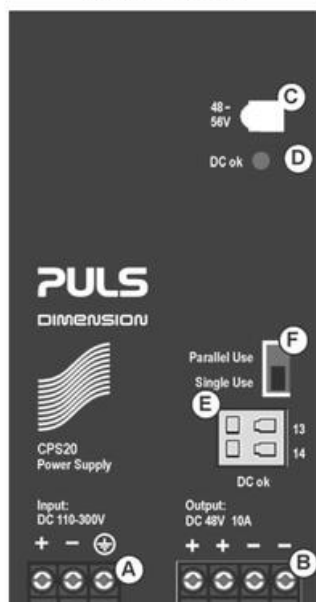 C
48-
56V
DC ok
D
PULS
DIMENSION
F
Parallel Use
Single Use
E
13
14
CPS20
Power Supply
DC ok
Input:
DC 110-300V
Output:
DC 48V 10A
+ -
+ + - -
A
B